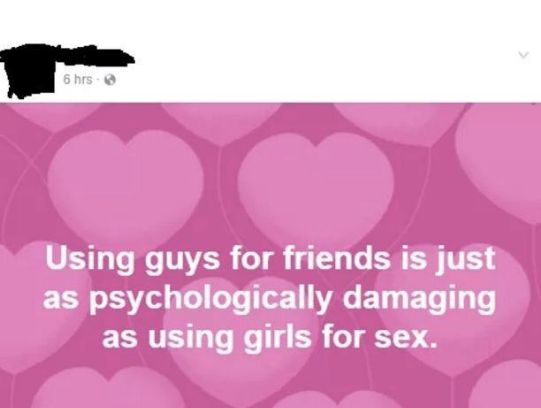 6 hrs ·
Using guys for friends is just
as psychologically damaging
as using girls for sex.